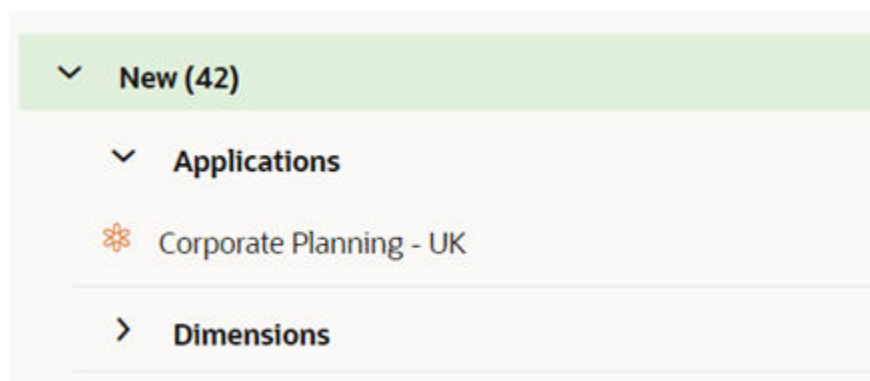 New (42)
Applications
Corporate Planning - UK
Dimensions